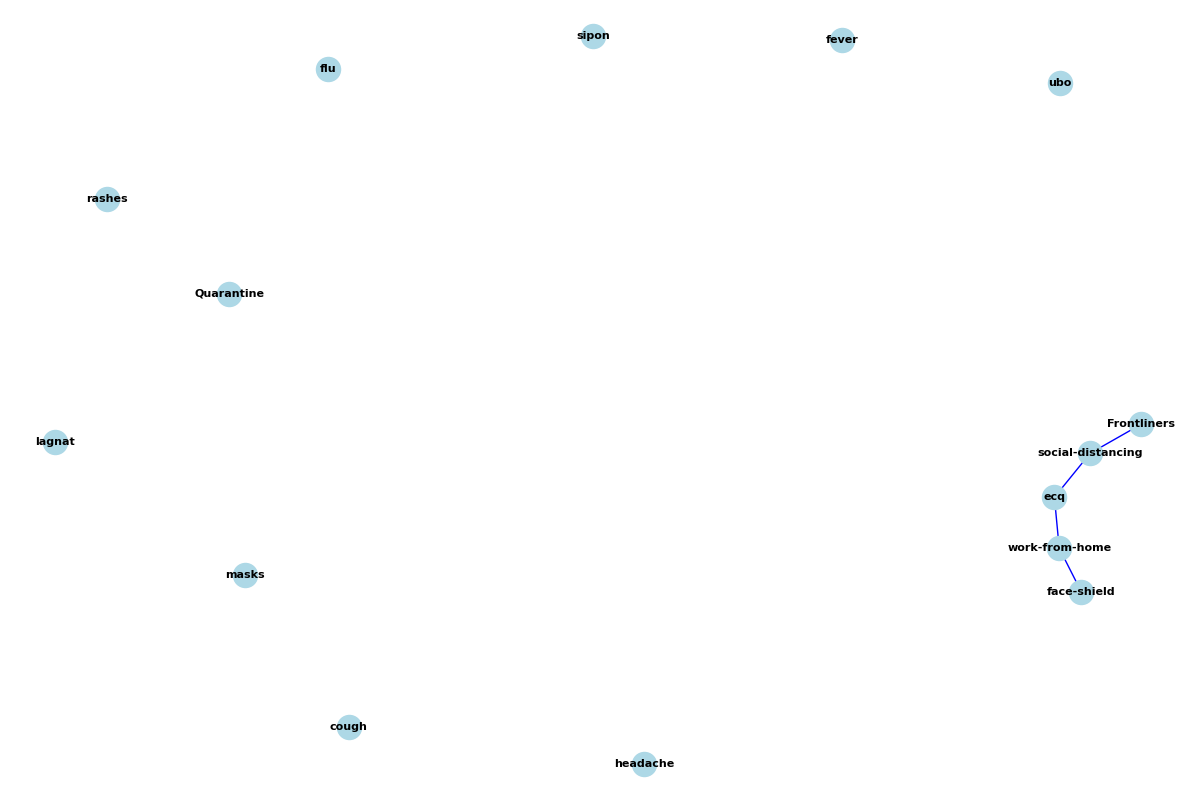 sipon
fever
flu
ubo
rashes
Quarantine
Frontliners
lagnat
social-distancing
ecq
work-from-home
masks
face-shield
cough
headache